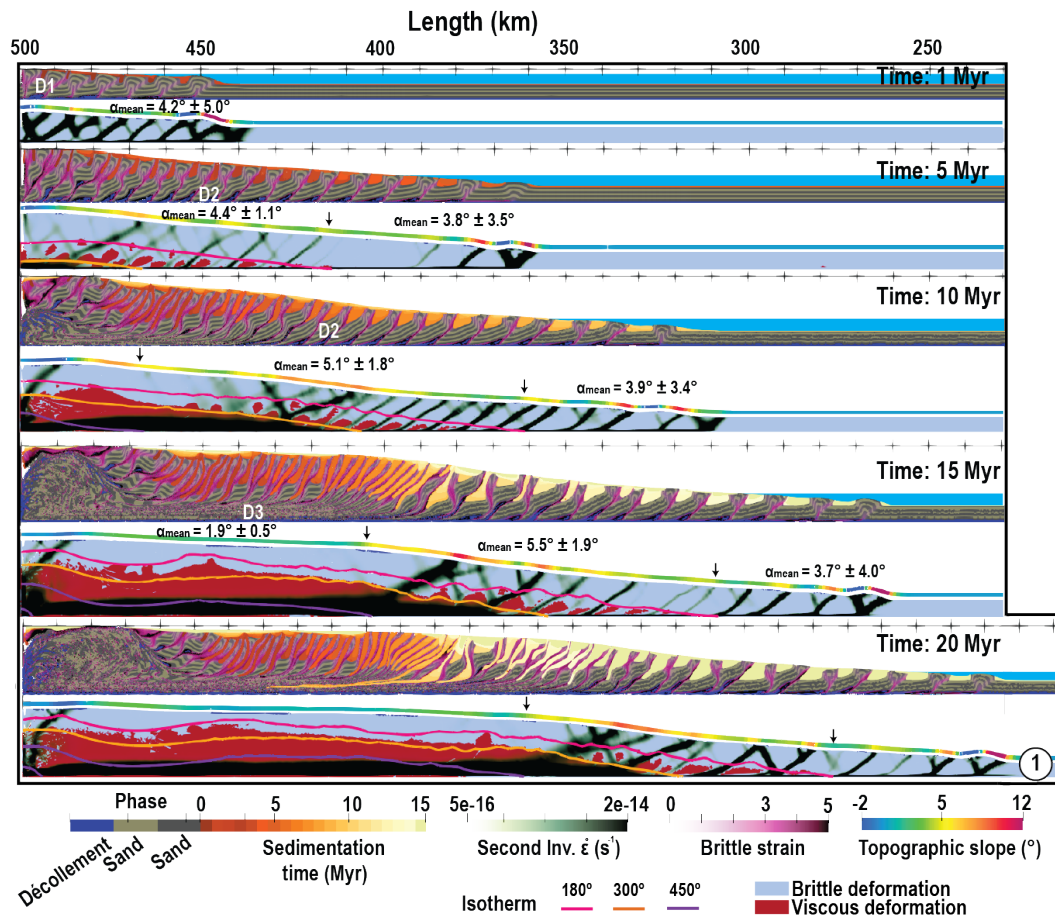 Length (km)
500 450 400 350 300 250
Time: 1 Myr
D1
αmean = 4.2° ± 5.0°
Time: 5 Myr
D2
αmean = 4.4° ± 1.1°
αmean = 3.8° ± 3.5°
Time: 10 Myr
D2
αmean = 5.1° ± 1.8°
αmean = 3.9° ± 3.4°
Time: 15 Myr
D3
αmean = 1.9° ± 0.5°
αmean = 5.5° ± 1.9°
αmean = 3.7° ± 4.0°
Time: 20 Myr
1
Phase 0 5 10 15
5e-16 2e-14
0 3 5
-2 5 12
Décollement
Sand
Sand
Sedimentation
time (Myr)
Second Inv. ε̇ (s⁻¹)
Brittle strain
Topographic slope (°)
Isotherm 180° 300° 450°
Brittle deformation
Viscous deformation